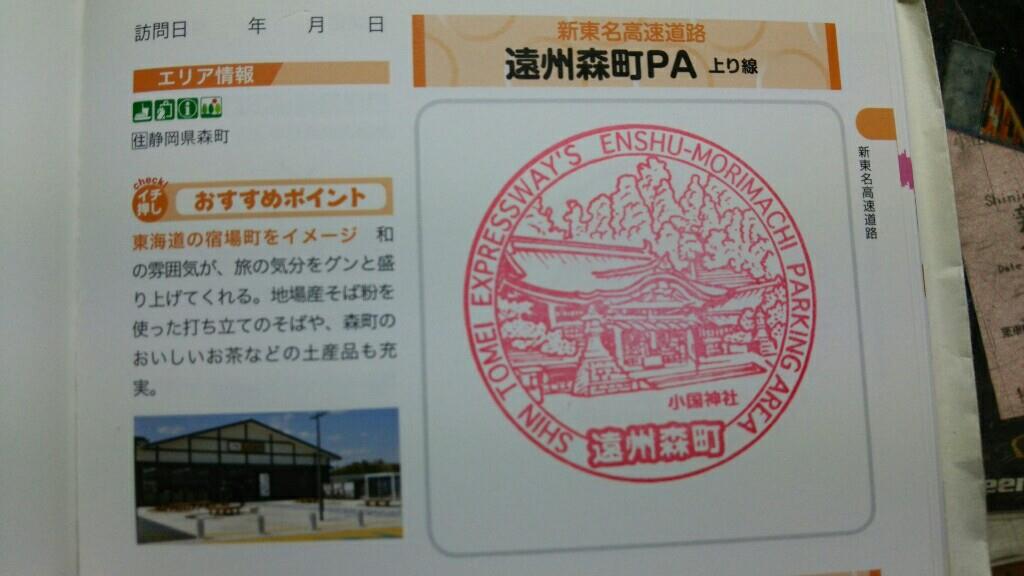 訪問日 年 月 日
エリア情報
住静岡県森町
check!
イチ押し
おすすめポイント
東海道の宿場町をイメージ 和
の雰囲気が、旅の気分をグンと盛
り上げてくれる。地場産そば粉を
使った打ち立てのそばや、森町の
おいしいお茶などの土産品も充
実。
新東名高速道路
遠州森町PA 上り線
SHIN TOMEI EXPRESSWAY'S ENSHU-MORIMACHI PARKING AREA
小国神社
遠州森町
新東名高速道路
Shini
Date